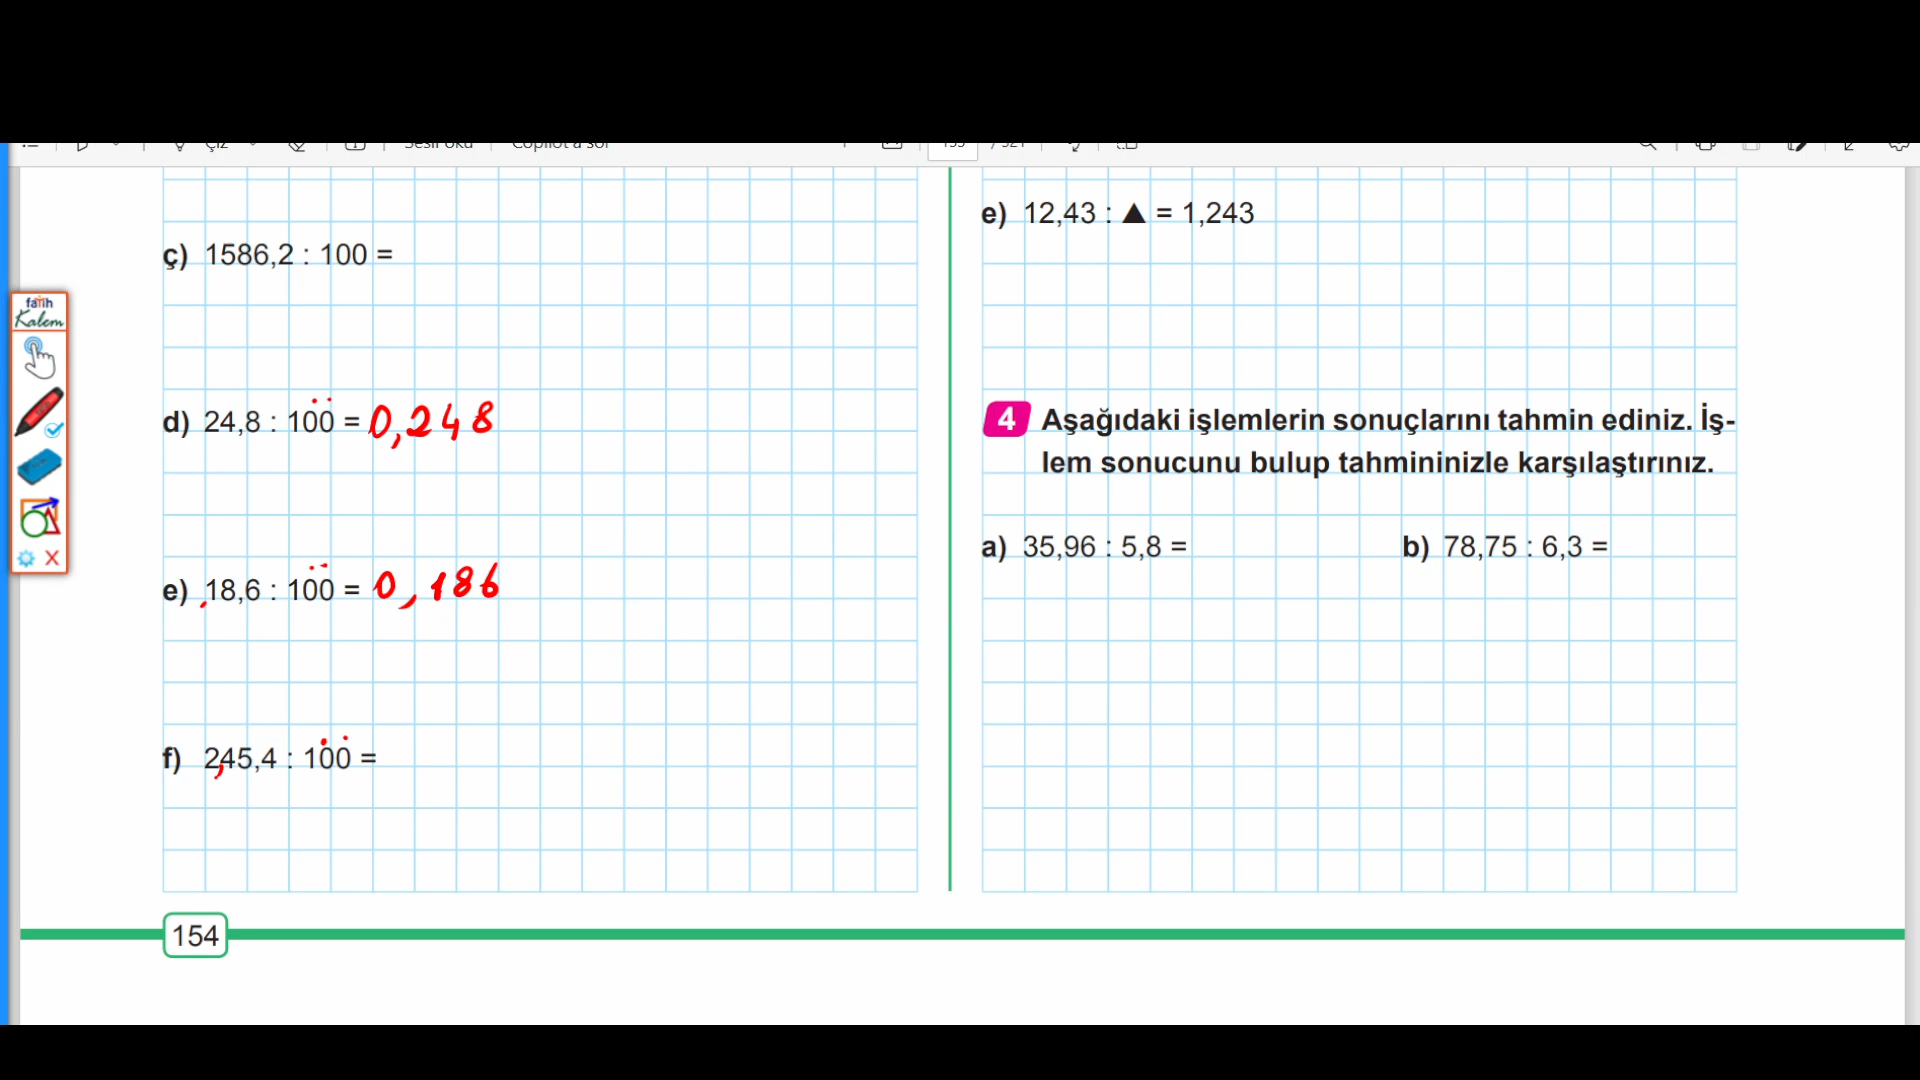 Sesli oku
ç) 1586,2 : 100 =
d) 24,8 : 100 = 0,248
e) 18,6 : 100 = 0,186
f) 245,4 : 100 =
154
e) 12,43 : ▲ = 1,243
4 Aşağıdaki işlemlerin sonuçlarını tahmin ediniz. İş-
lem sonucunu bulup tahmininizle karşılaştırınız.
a) 35,96 : 5,8 =
b) 78,75 : 6,3 =
fatih
Kalem